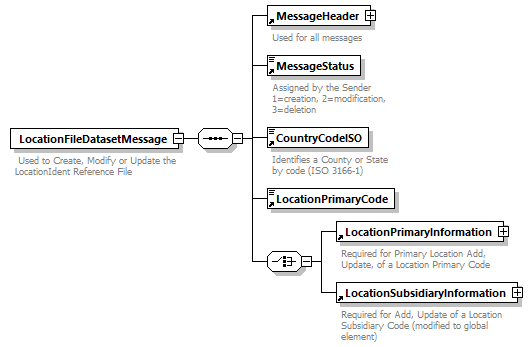 MessageHeader
Used for all messages
MessageStatus
Assigned by the Sender
1=creation, 2=modification,
3=deletion
LocationFileDatasetMessage
Used to Create, Modify or Update the
LocationIdent Reference File
CountryCodeISO
Identifies a County or State
by code (ISO 3166-1)
LocationPrimaryCode
LocationPrimaryInformation
Required for Primary Location Add,
Update, of a Location Primary Code
LocationSubsidiaryInformation
Required for Add, Update of a Location
Subsidiary Code (modified to global
element)